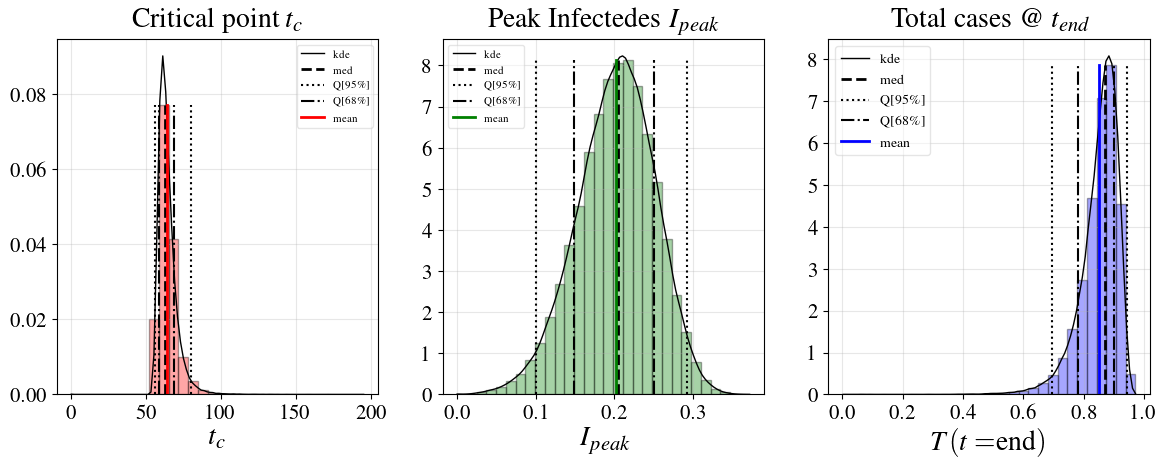 Critical point t_c
0.00
0.02
0.04
0.06
0.08
0 50 100 150 200
t_c
kde
med
Q[95%]
Q[68%]
mean
Peak Infectedes I_peak
0
1
2
3
4
5
6
7
8
0.0 0.1 0.2 0.3
I_peak
kde
med
Q[95%]
Q[68%]
mean
Total cases @ t_end
0
1
2
3
4
5
6
7
8
0.0 0.2 0.4 0.6 0.8 1.0
T (t =end)
kde
med
Q[95%]
Q[68%]
mean